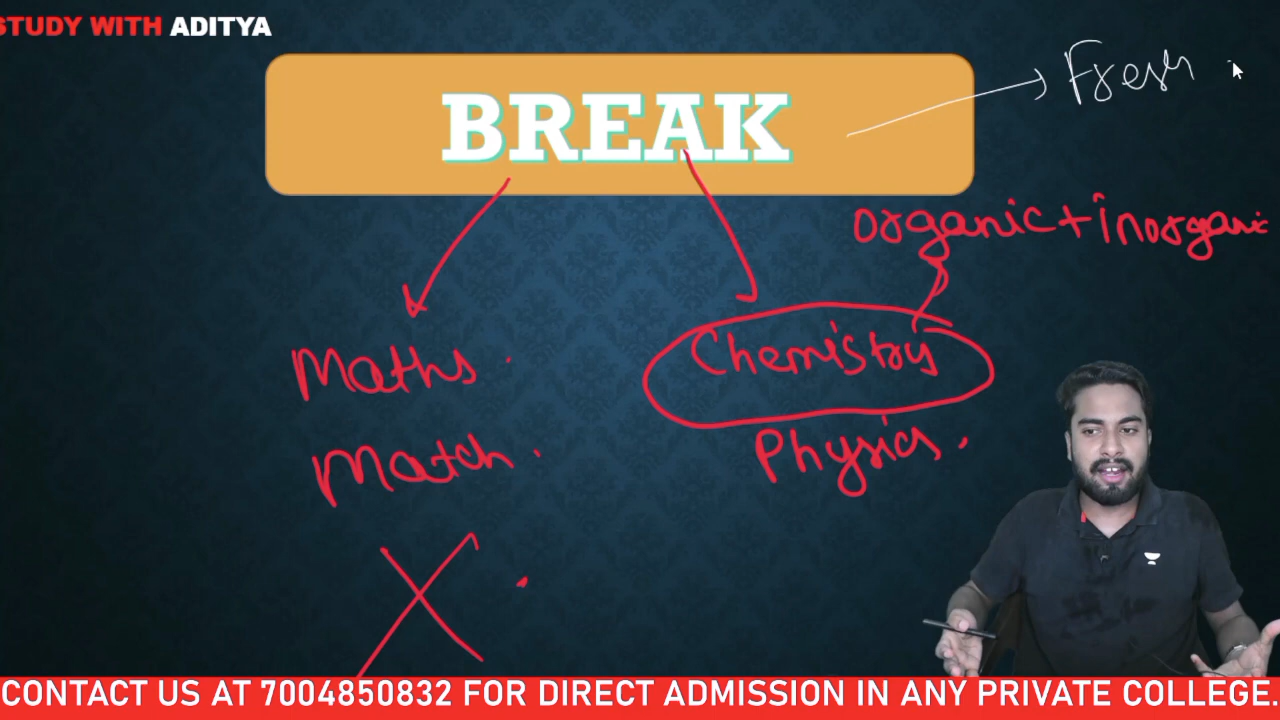 STUDY WITH ADITYA
BREAK
Fresh
organic + inorganic
Maths.
Chemistry
Match.
Physics.
CONTACT US AT 7004850832 FOR DIRECT ADMISSION IN ANY PRIVATE COLLEGE.